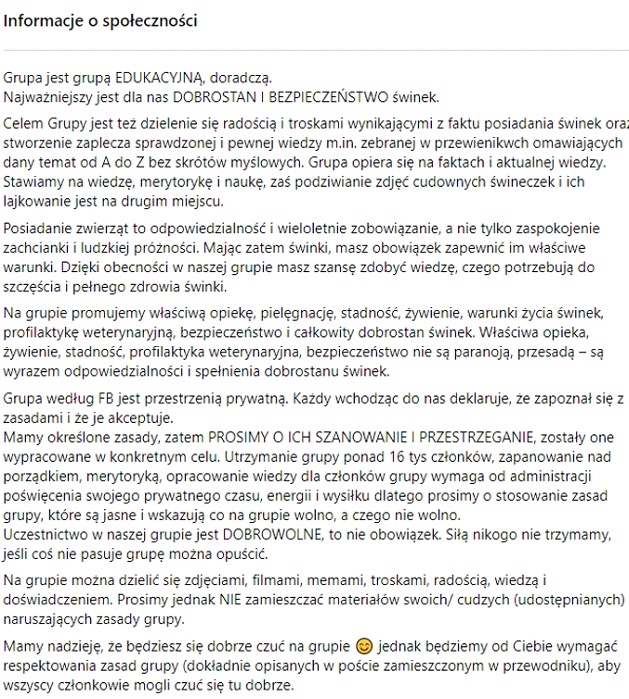 Informacje o społeczności
Grupa jest grupą EDUKACYJNĄ, doradczą.
Najważniejszy jest dla nas DOBROSTAN I BEZPIECZEŃSTWO świnek.
Celem Grupy jest też dzielenie się radością i troskami wynikającymi z faktu posiadania świnek oraz
stworzenie zaplecza sprawdzonej i pewnej wiedzy m.in. zebranej w przewienikwch omawiających
dany temat od A do Z bez skrótów myślowych. Grupa opiera się na faktach i aktualnej wiedzy.
Stawiamy na wiedzę, merytorykę i naukę, zaś podziwianie zdjęć cudownych świneczek i ich
lajkowanie jest na drugim miejscu.
Posiadanie zwierząt to odpowiedzialność i wieloletnie zobowiązanie, a nie tylko zaspokojenie
zachcianki i ludzkiej próżności. Mając zatem świnki, masz obowiązek zapewnić im właściwe
warunki. Dzięki obecności w naszej grupie masz szansę zdobyć wiedzę, czego potrzebują do
szczęścia i pełnego zdrowia świnki.
Na grupie promujemy właściwą opiekę, pielęgnację, stadność, żywienie, warunki życia świnek,
profilaktykę weterynaryjną, bezpieczeństwo i całkowity dobrostan świnek. Właściwa opieka,
żywienie, stadność, profilaktyka weterynaryjna, bezpieczeństwo nie są paranoją, przesadą – są
wyrazem odpowiedzialności i spełnienia dobrostanu świnek.
Grupa według FB jest przestrzenią prywatną. Każdy wchodząc do nas deklaruje, że zapoznał się z
zasadami i że je akceptuje.
Mamy określone zasady, zatem PROSIMY O ICH SZANOWANIE I PRZESTRZEGANIE, zostały one
wypracowane w konkretnym celu. Utrzymanie grupy ponad 16 tys członków, zapanowanie nad
porządkiem, merytoryką, opracowanie wiedzy dla członków grupy wymaga od administracji
poświęcenia swojego prywatnego czasu, energii i wysiłku dlatego prosimy o stosowanie zasad
grupy, które są jasne i wskazują co na grupie wolno, a czego nie wolno.
Uczestnictwo w naszej grupie jest DOBROWOLNE, to nie obowiązek. Siłą nikogo nie trzymamy,
jeśli coś nie pasuje grupę można opuścić.
Na grupie można dzielić się zdjęciami, filmami, memami, troskami, radością, wiedzą i
doświadczeniem. Prosimy jednak NIE zamieszczać materiałów swoich/ cudzych (udostępnianych)
naruszających zasady grupy.
Mamy nadzieję, że będziesz się dobrze czuć na grupie 😊 jednak będziemy od Ciebie wymagać
respektowania zasad grupy (dokładnie opisanych w poście zamieszczonym w przewodniku), aby
wszyscy członkowie mogli czuć się tu dobrze.